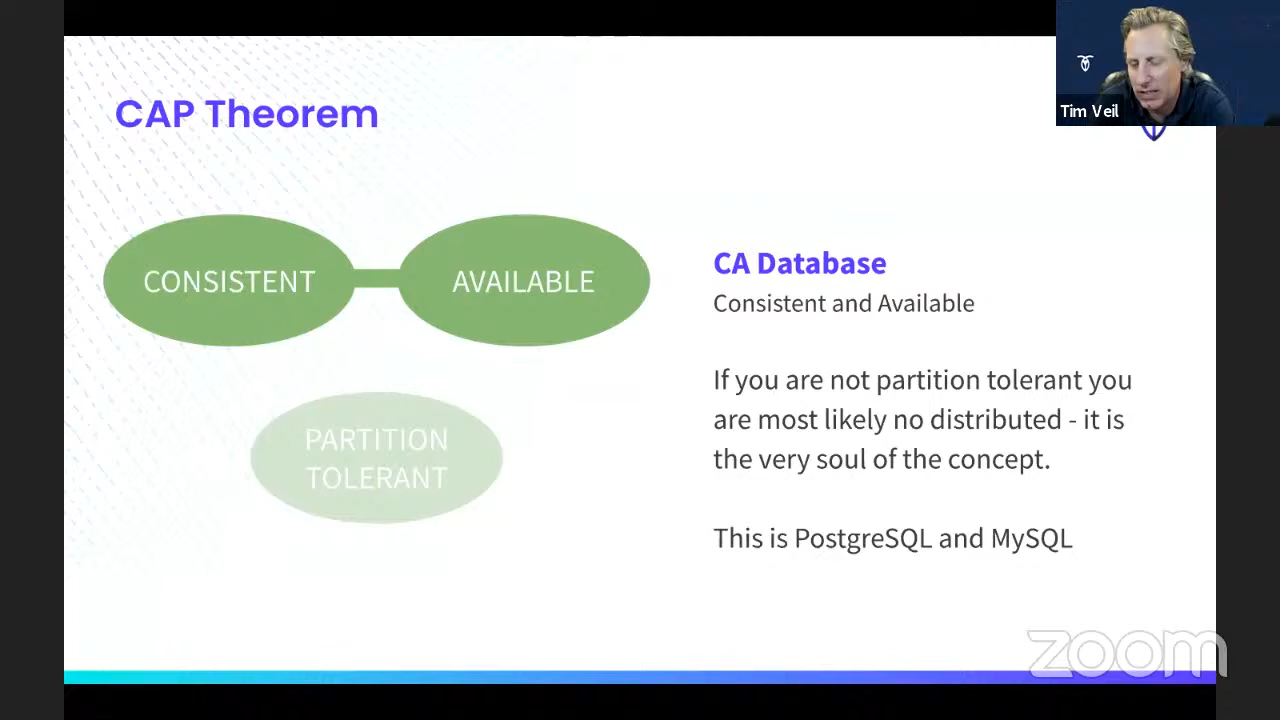 CAP Theorem
Tim Veil
CONSISTENT
AVAILABLE
PARTITION
TOLERANT
CA Database
Consistent and Available
If you are not partition tolerant you
are most likely no distributed - it is
the very soul of the concept.
This is PostgreSQL and MySQL
zoom